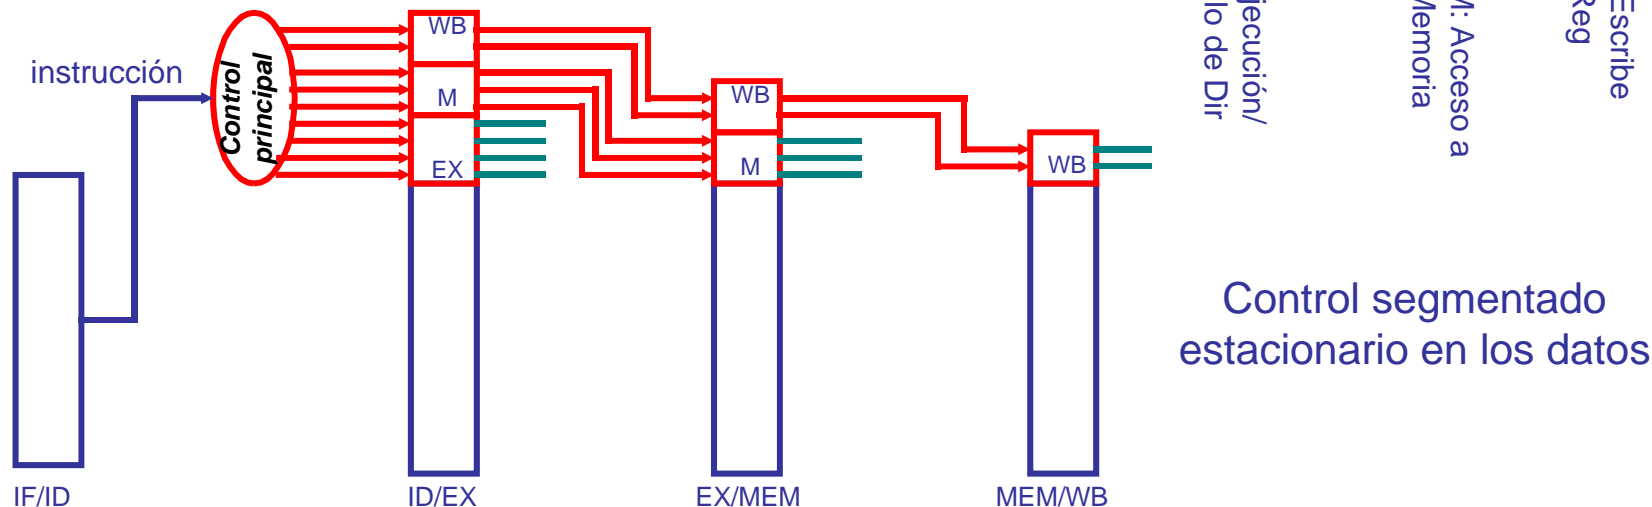 WB
M
EX
instrucción
Control
principal
WB
M
WB
IF/ID
ID/EX
EX/MEM
MEM/WB
jecución/
lo de Dir
M: Acceso a
Memoria
Escribe
Reg
Control segmentado
estacionario en los datos